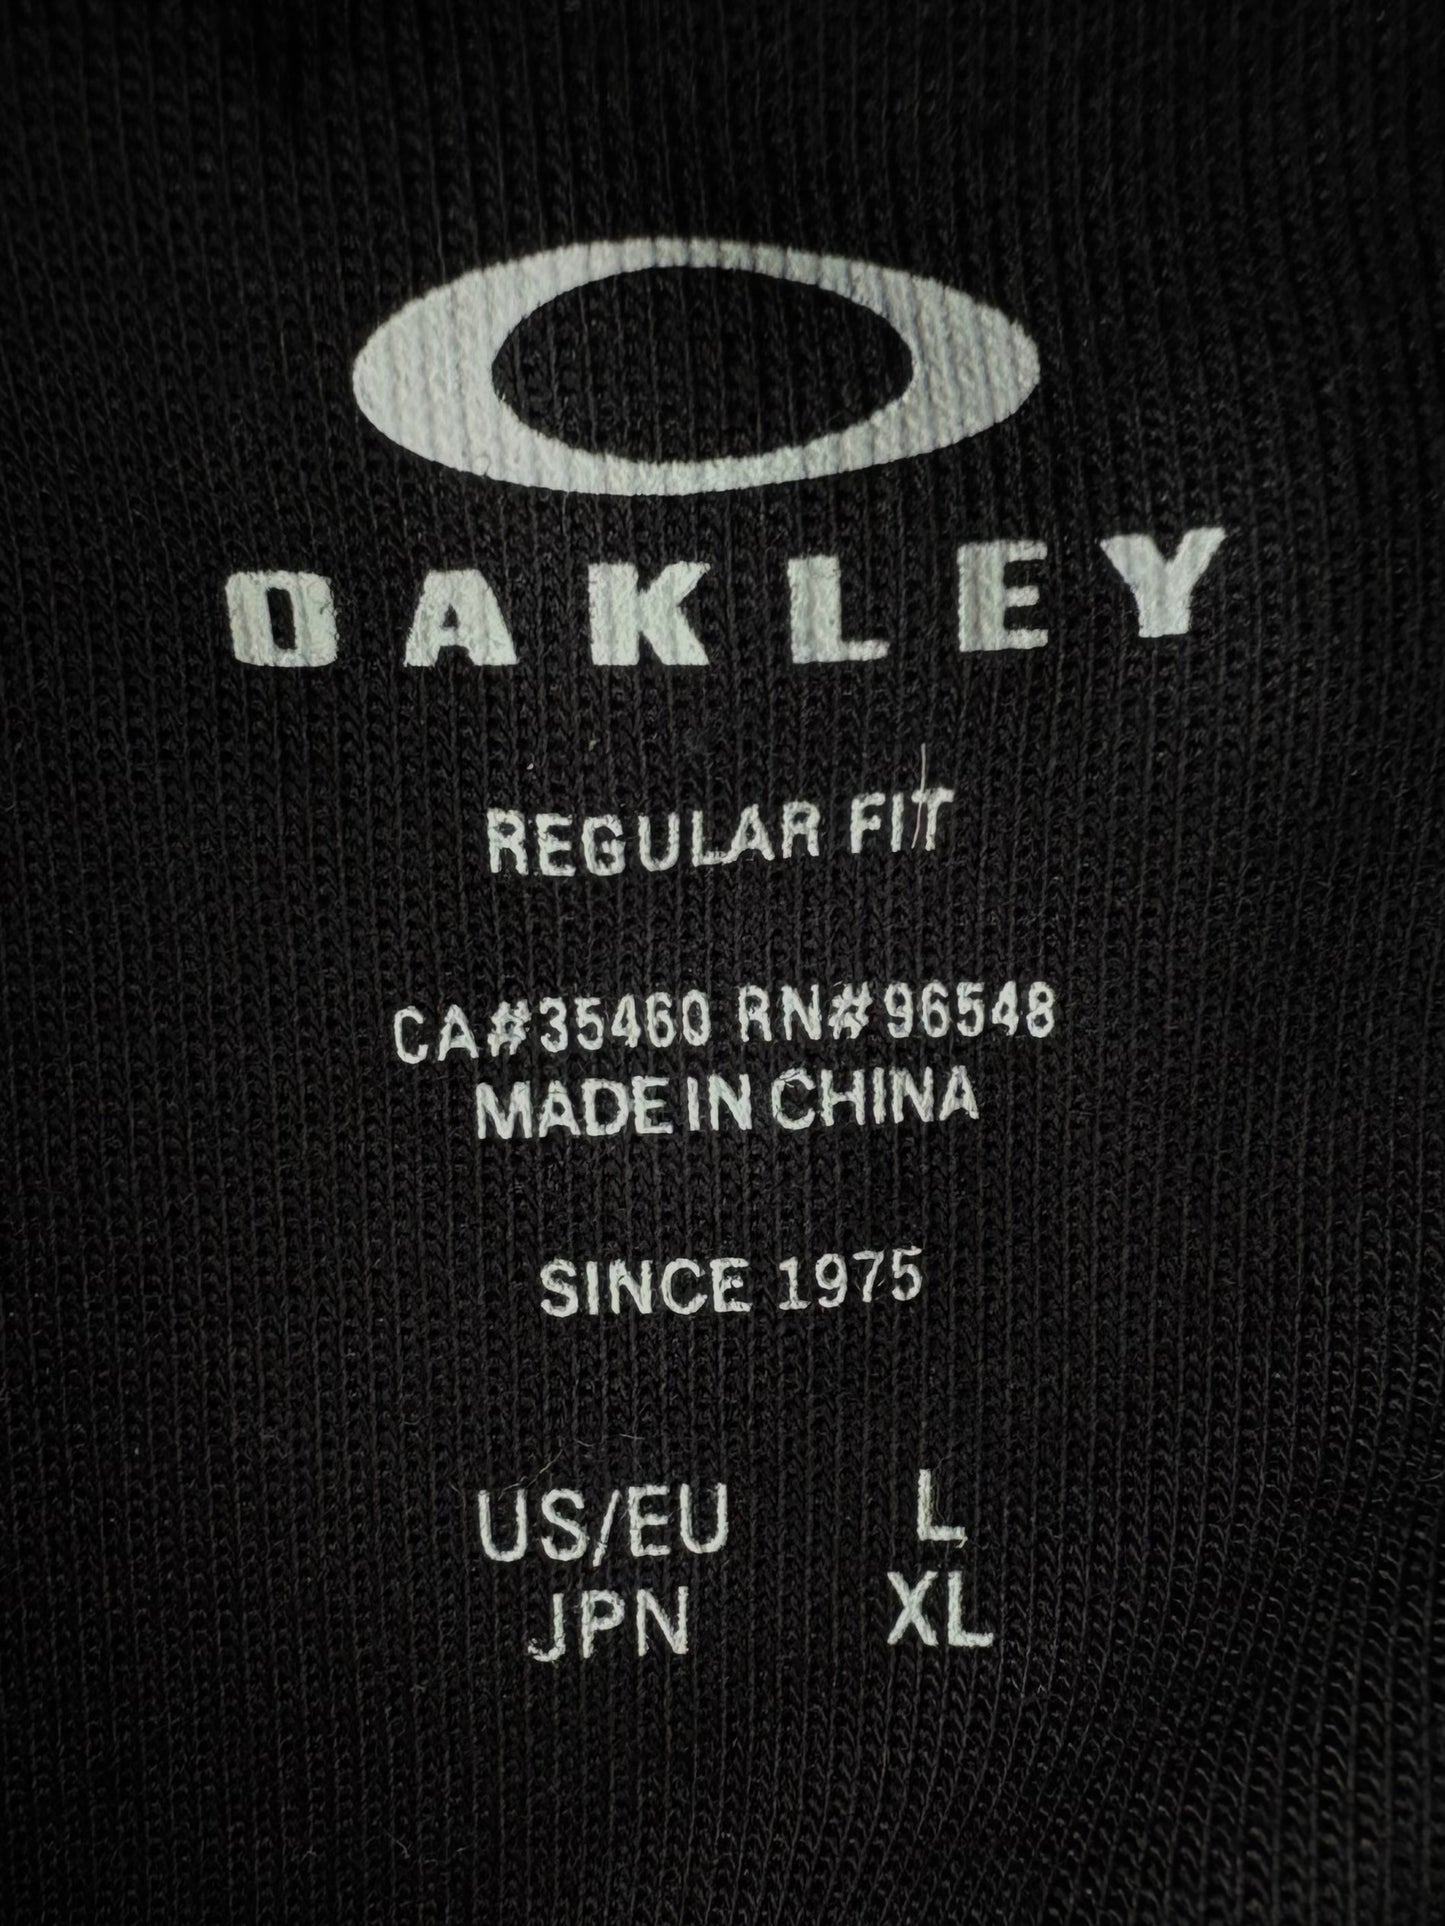 OAKLEY
REGULAR FIT
CA#35460 RN#96548
MADE IN CHINA
SINCE 1975
US/EU L
JPN XL